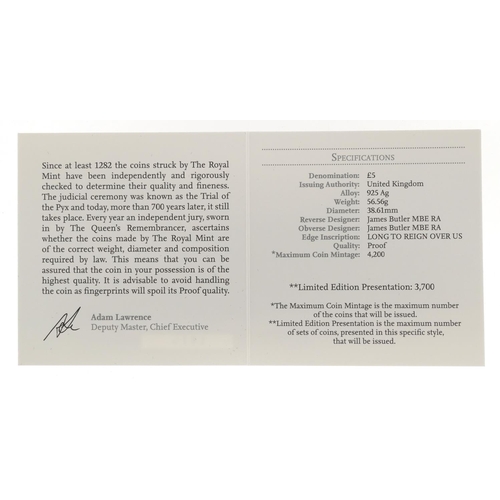 Since at least 1282 the coins struck by The Royal
Mint have been independently and rigorously
checked to determine their quality and fineness.
The judicial ceremony was known as the Trial of
the Pyx and today, more than 700 years later, it still
takes place. Every year an independent jury, sworn
in by The Queen's Remembrancer, ascertains
whether the coins made by The Royal Mint are
of the correct weight, diameter and composition
required by law. This means that you can be
assured that the coin in your possession is of the
highest quality. It is advisable to avoid handling
the coin as fingerprints will spoil its Proof quality.
Adam Lawrence
Deputy Master, Chief Executive
SPECIFICATIONS
Denomination: £5
Issuing Authority: United Kingdom
Alloy: 925 Ag
Weight: 56.56g
Diameter: 38.61mm
Reverse Designer: James Butler MBE RA
Obverse Designer: James Butler MBE RA
Edge Inscription: LONG TO REIGN OVER US
Quality: Proof
*Maximum Coin Mintage: 4,200
**Limited Edition Presentation: 3,700
*The Maximum Coin Mintage is the maximum number
of the coins that will be issued.
**Limited Edition Presentation is the maximum number
of sets of coins, presented in this specific style,
that will be issued.